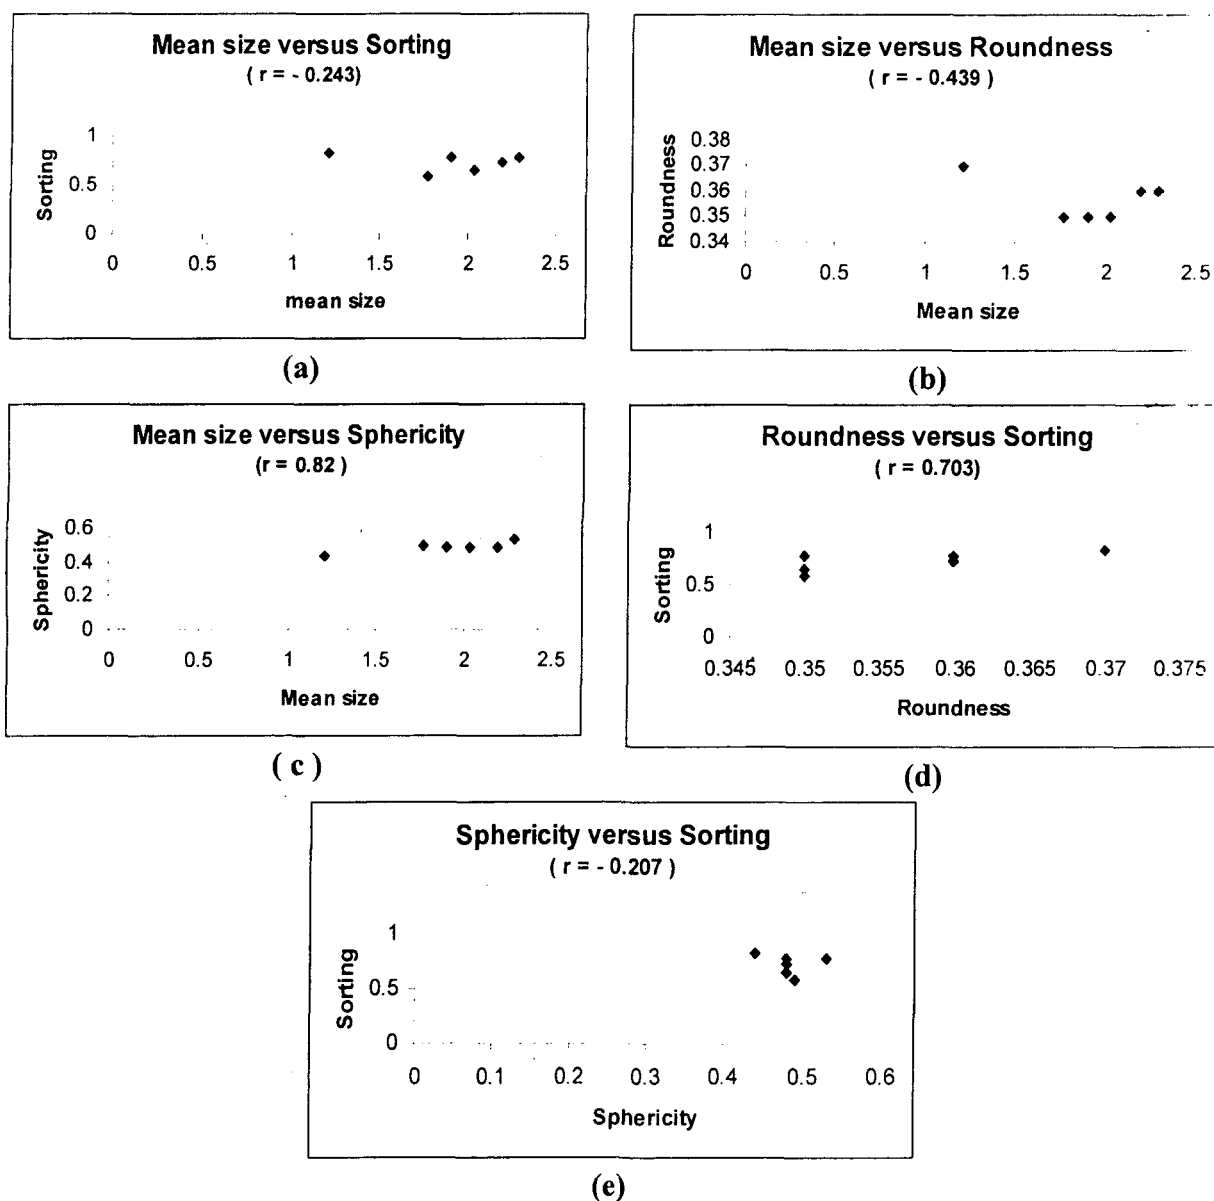 Mean size versus Sorting
( r = - 0.243)
Sorting
1
0.5
0
0 0.5 1 1.5 2 2.5
mean size
(a)
Mean size versus Roundness
( r = - 0.439 )
Roundness
0.38
0.37
0.36
0.35
0.34
0 0.5 1 1.5 2 2.5
Mean size
(b)
Mean size versus Sphericity
(r = 0.82 )
Sphericity
0.6
0.4
0.2
0
0 0.5 1 1.5 2 2.5
Mean size
( c )
Roundness versus Sorting
( r = 0.703)
Sorting
1
0.5
0
0.345 0.35 0.355 0.36 0.365 0.37 0.375
Roundness
(d)
Sphericity versus Sorting
( r = - 0.207 )
Sorting
1
0.5
0
0 0.1 0.2 0.3 0.4 0.5 0.6
Sphericity
(e)